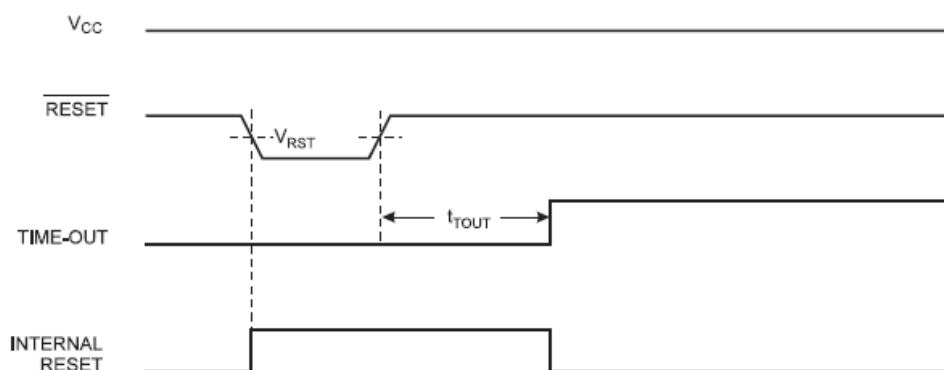 VCC
RESET
VRST
tTOUT
TIME-OUT
INTERNAL
RESET